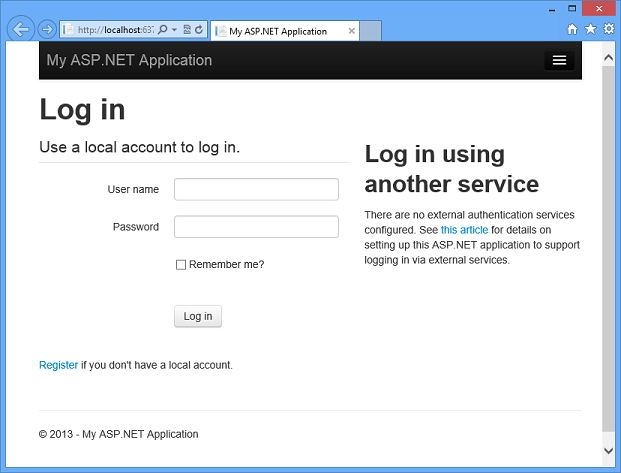 http://localhost:637
My ASP.NET Application
My ASP.NET Application
Log in
Use a local account to log in.
User name
Password
Remember me?
Log in
Register if you don't have a local account.
Log in using
another service
There are no external authentication services
configured. See this article for details on
setting up this ASP.NET application to support
logging in via external services.
© 2013 - My ASP.NET Application